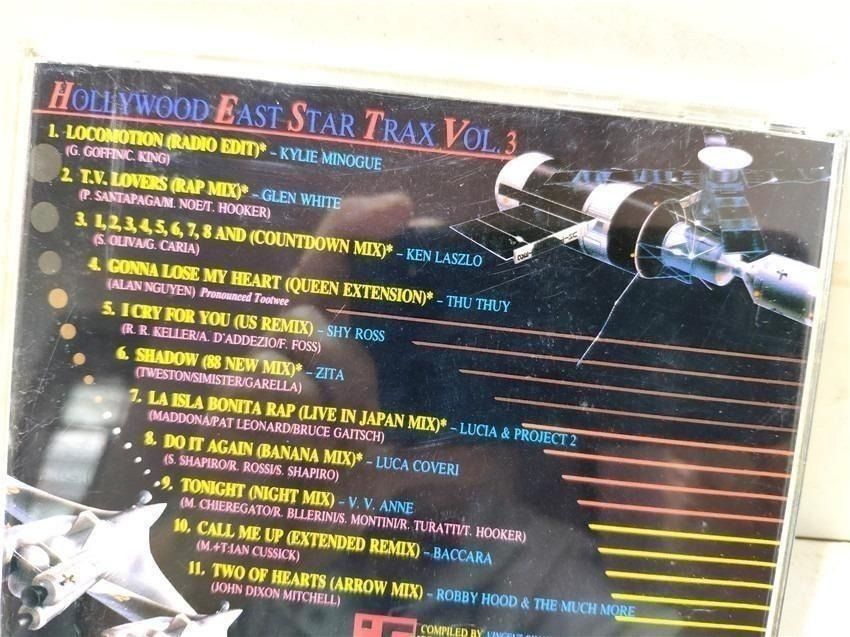 HOLLYWOOD EAST STAR TRAX VOL. 3
1. LOCOMOTION (RADIO EDIT)* – KYLIE MINOGUE
(G. GOFFINC. KING)
2. T.V. LOVERS (RAP MIX)* – GLEN WHITE
(P. SANTAPAGA/M. NOE/T. HOOKER)
3. 1, 2, 3, 4, 5, 6, 7, 8 AND (COUNTDOWN MIX)* – KEN LASZLO
(S. OLIVA/G. CARIA)
4. GONNA LOSE MY HEART (QUEEN EXTENSION)* – THU THUY
(ALAN NGUYEN) Pronounced Tootwee
5. I CRY FOR YOU (US REMIX) – SHY ROSS
(R. R. KELLER/A. D'ADDEZIO/F. FOSS)
6. SHADOW (88 NEW MIX)* – ZITA
(TWESTON/SIMISTER/GARELLA)
7. LA ISLA BONITA RAP (LIVE IN JAPAN MIX)* – LUCIA & PROJECT 2
(MADDONA/PAT LEONARD/BRUCE GAITSCH)
8. DO IT AGAIN (BANANA MIX)* – LUCA COVERI
(S. SHAPIRO/R. ROSSI/S. SHAPIRO)
9. TONIGHT (NIGHT MIX) – V. V. ANNE
(M. CHIEREGATO/R. BLLERINI/S. MONTINI/R. TURATTI/T. HOOKER)
10. CALL ME UP (EXTENDED REMIX) – BACCARA
(M.+T:IAN CUSSICK)
11. TWO OF HEARTS (ARROW MIX) – ROBBY HOOD & THE MUCH MORE
(JOHN DIXON MITCHELL)
COMPILED BY VINCENT